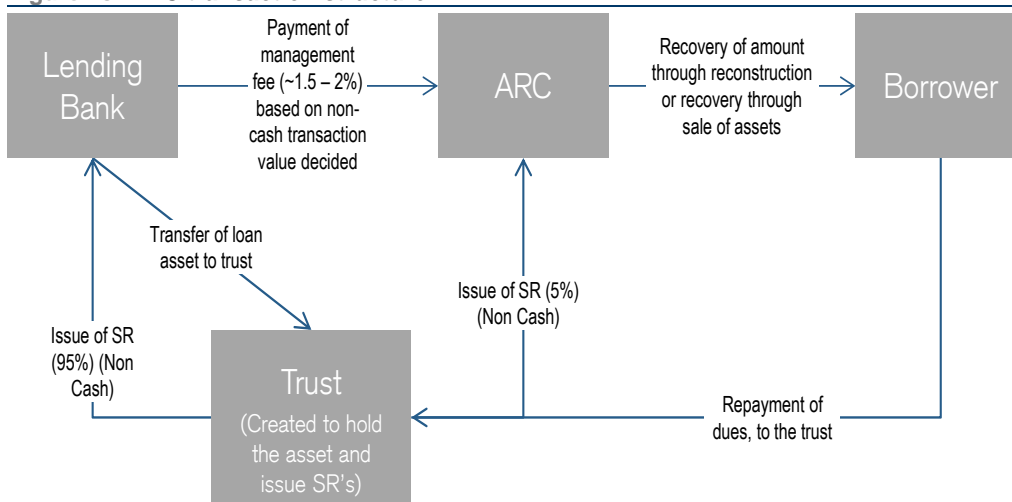 Lending
Bank
Payment of
management
fee (~1.5 – 2%)
based on non-
cash transaction
value decided
ARC
Recovery of amount
through reconstruction
or recovery through
sale of assets
Borrower
Transfer of loan
asset to trust
Issue of SR (5%)
(Non Cash)
Issue of SR
(95%) (Non
Cash)
Trust
(Created to hold
the asset and
issue SR's)
Repayment of
dues, to the trust